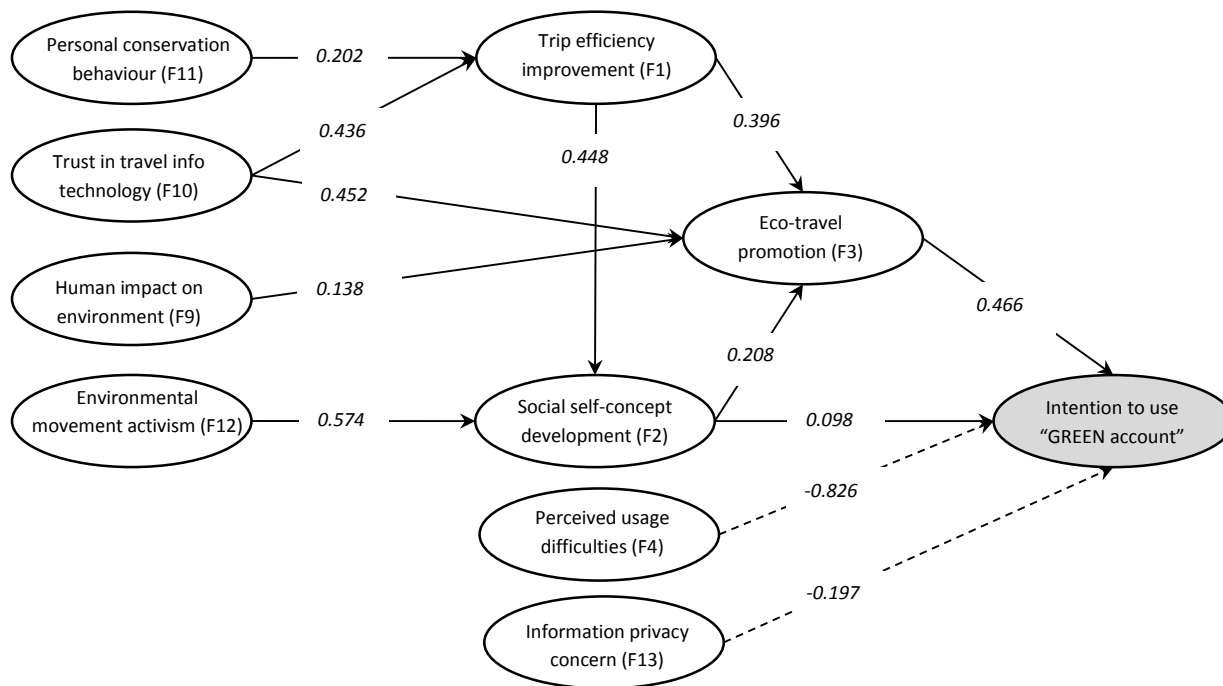 Personal conservation
behaviour (F11)
0.202
Trip efficiency
improvement (F1)
0.436
0.396
0.448
Trust in travel info
technology (F10)
0.452
Eco-travel
promotion (F3)
Human impact on
environment (F9)
0.138
0.466
0.208
Environmental
movement activism (F12)
0.574
Social self-concept
development (F2)
0.098
Intention to use
“GREEN account”
-0.826
Perceived usage
difficulties (F4)
-0.197
Information privacy
concern (F13)